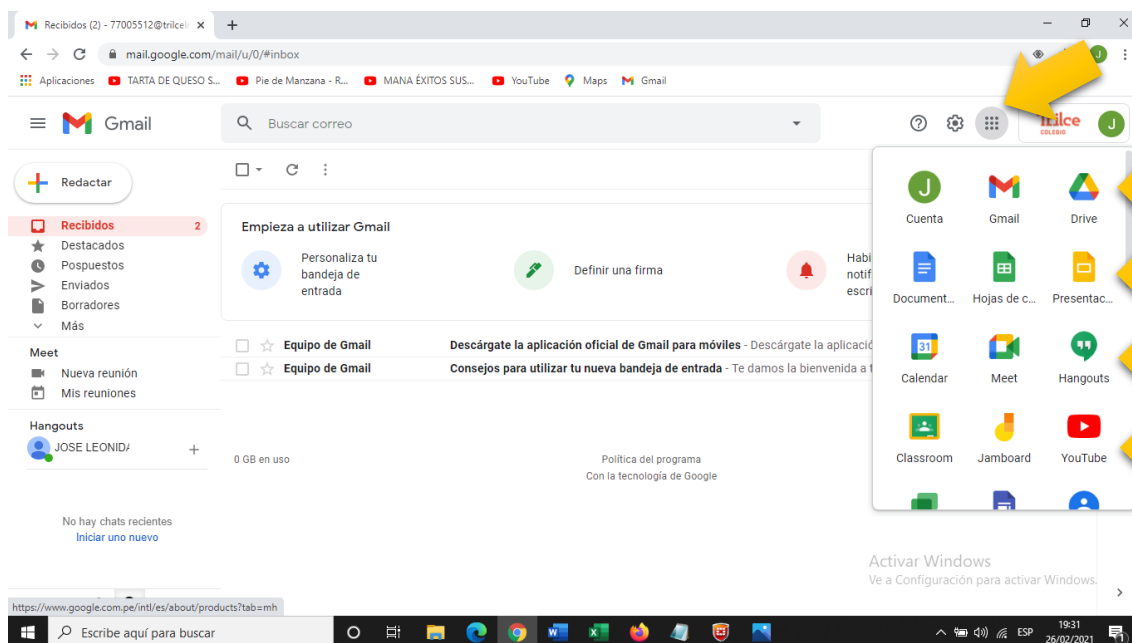 Recibidos (2) - 77005512@trilcel
mail.google.com/mail/u/0/#inbox
J
Aplicaciones TARTA DE QUESO S... Pie de Manzana - R... MANA ÉXITOS SUS... YouTube Maps Gmail
Gmail Buscar correo trilce J
COLEGIO
Redactar
Recibidos 2
Destacados
Pospuestos
Enviados
Borradores
Más
Meet
Nueva reunión
Mis reuniones
Hangouts
JOSE LEONID
No hay chats recientes
Iniciar uno nuevo
Empieza a utilizar Gmail
Personaliza tu
bandeja de
entrada
Definir una firma
Habi
notif
escri
Equipo de Gmail Descárgate la aplicación oficial de Gmail para móviles - Descárgate la aplicació
Equipo de Gmail Consejos para utilizar tu nueva bandeja de entrada - Te damos la bienvenida a t
0 GB en uso
Política del programa
Con la tecnología de Google
J
Cuenta Gmail Drive
Document... Hojas de c... Presentac...
31
Calendar Meet Hangouts
Classroom Jamboard YouTube
Activar Windows
Ve a Configuración para activar Windows.
https://www.google.com.pe/intl/es/about/products?tab=mh
Escribe aquí para buscar
ESP
19:31
26/02/2021